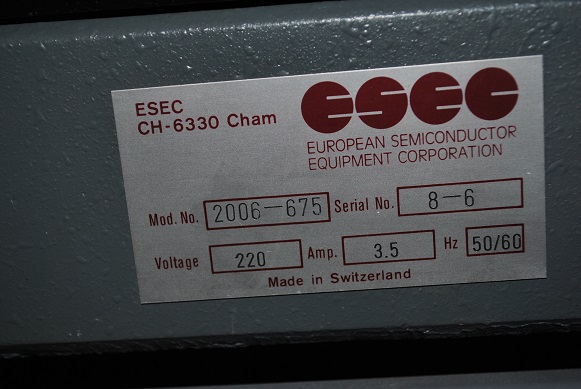 ESEC
CH-6330 Cham
ESEC
EUROPEAN SEMICONDUCTOR
EQUIPMENT CORPORATION
Mod. No. 2006-675 Serial No. 8-6
Voltage 220 Amp. 3.5 Hz 50/60
Made in Switzerland